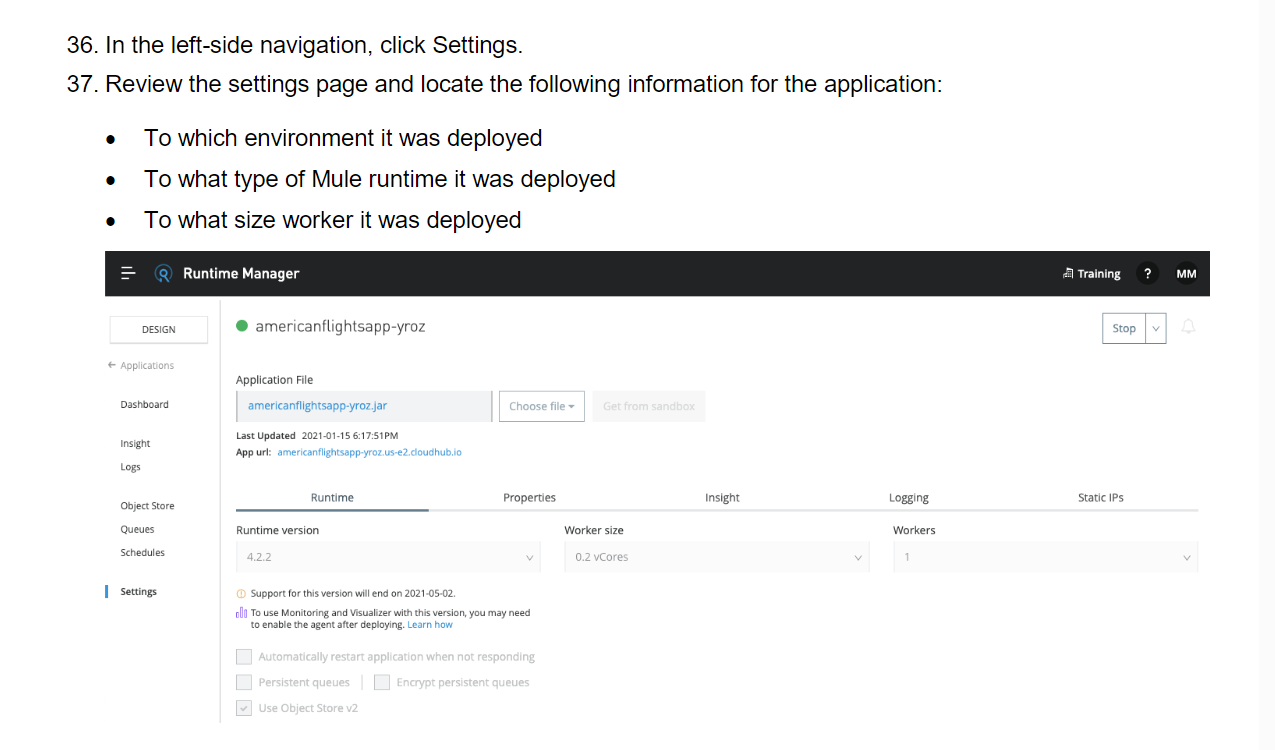 36. In the left-side navigation, click Settings.
37. Review the settings page and locate the following information for the application:
• To which environment it was deployed
• To what type of Mule runtime it was deployed
• To what size worker it was deployed
Runtime Manager Training ? MM
DESIGN
americanflightsapp-yroz Stop
← Applications
Application File
Dashboard
americanflightsapp-yroz.jar Choose file Get from sandbox
Last Updated 2021-01-15 6:17:51PM
Insight
App url: americanflightsapp-yroz.us-e2.cloudhub.io
Logs
Runtime Properties Insight Logging Static IPs
Object Store
Queues
Runtime version Worker size Workers
Schedules
4.2.2 0.2 vCores 1
Settings
Support for this version will end on 2021-05-02.
To use Monitoring and Visualizer with this version, you may need
to enable the agent after deploying. Learn how
Automatically restart application when not responding
Persistent queues | Encrypt persistent queues
Use Object Store v2